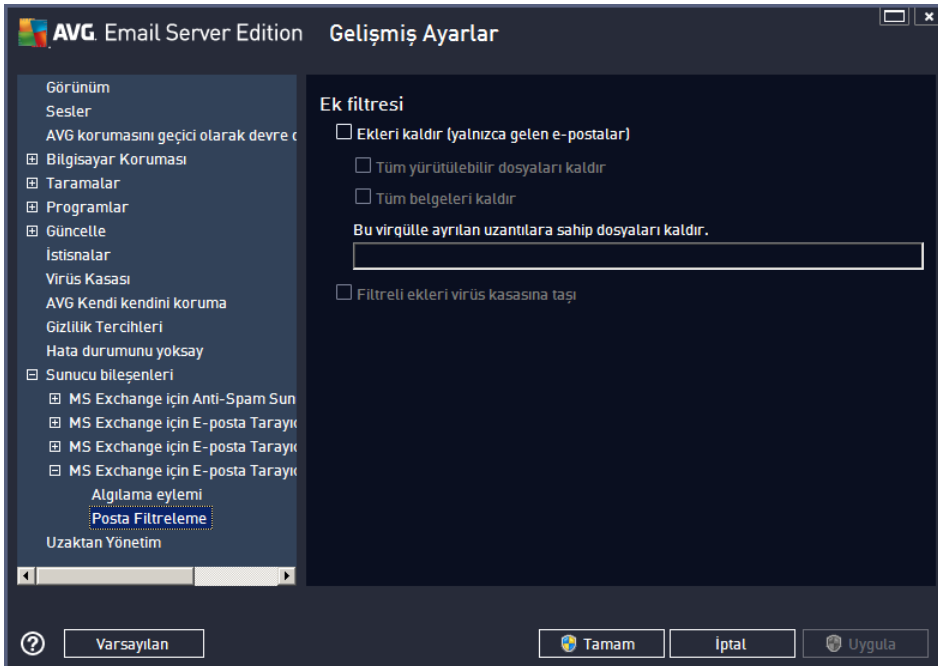 AVG. Email Server Edition
Gelişmiş Ayarlar
Görünüm
Sesler
AVG korumasını geçici olarak devre
Bilgisayar Koruması
Taramalar
Programlar
Güncelle
İstisnalar
Virüs Kasası
AVG Kendi kendini koruma
Gizlilik Tercihleri
Hata durumunu yoksay
Sunucu bileşenleri
MS Exchange için Anti-Spam Sun
MS Exchange için E-posta Tarayıc
MS Exchange için E-posta Tarayıc
MS Exchange için E-posta Tarayıc
Algılama eylemi
Posta Filtreleme
Uzaktan Yönetim
Ek filtresi
Ekleri kaldır (yalnızca gelen e-postalar)
Tüm yürütülebilir dosyaları kaldır
Tüm belgeleri kaldır
Bu virgülle ayrılan uzantılara sahip dosyaları kaldır.
Filtreli ekleri virüs kasasına taşı
Varsayılan
Tamam
İptal
Uygula